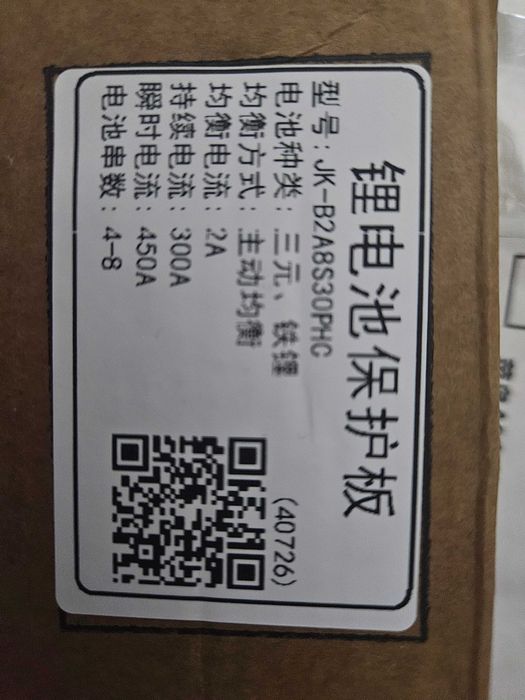 锂电池保护板
型号: JK-B2A8S30PHC
电池种类: 三元、铁锂
均衡方式: 主动均衡
均衡电流: 2A
持续电流: 300A
瞬时电流: 450A
电池串数: 4-8
(40726)